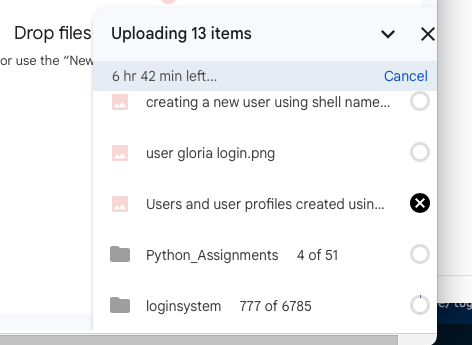 Drop files
or use the “New
Uploading 13 items
6 hr 42 min left...
Cancel
creating a new user using shell name...
user gloria login.png
Users and user profiles created usin...
Python_Assignments 4 of 51
loginsystem 777 of 6785